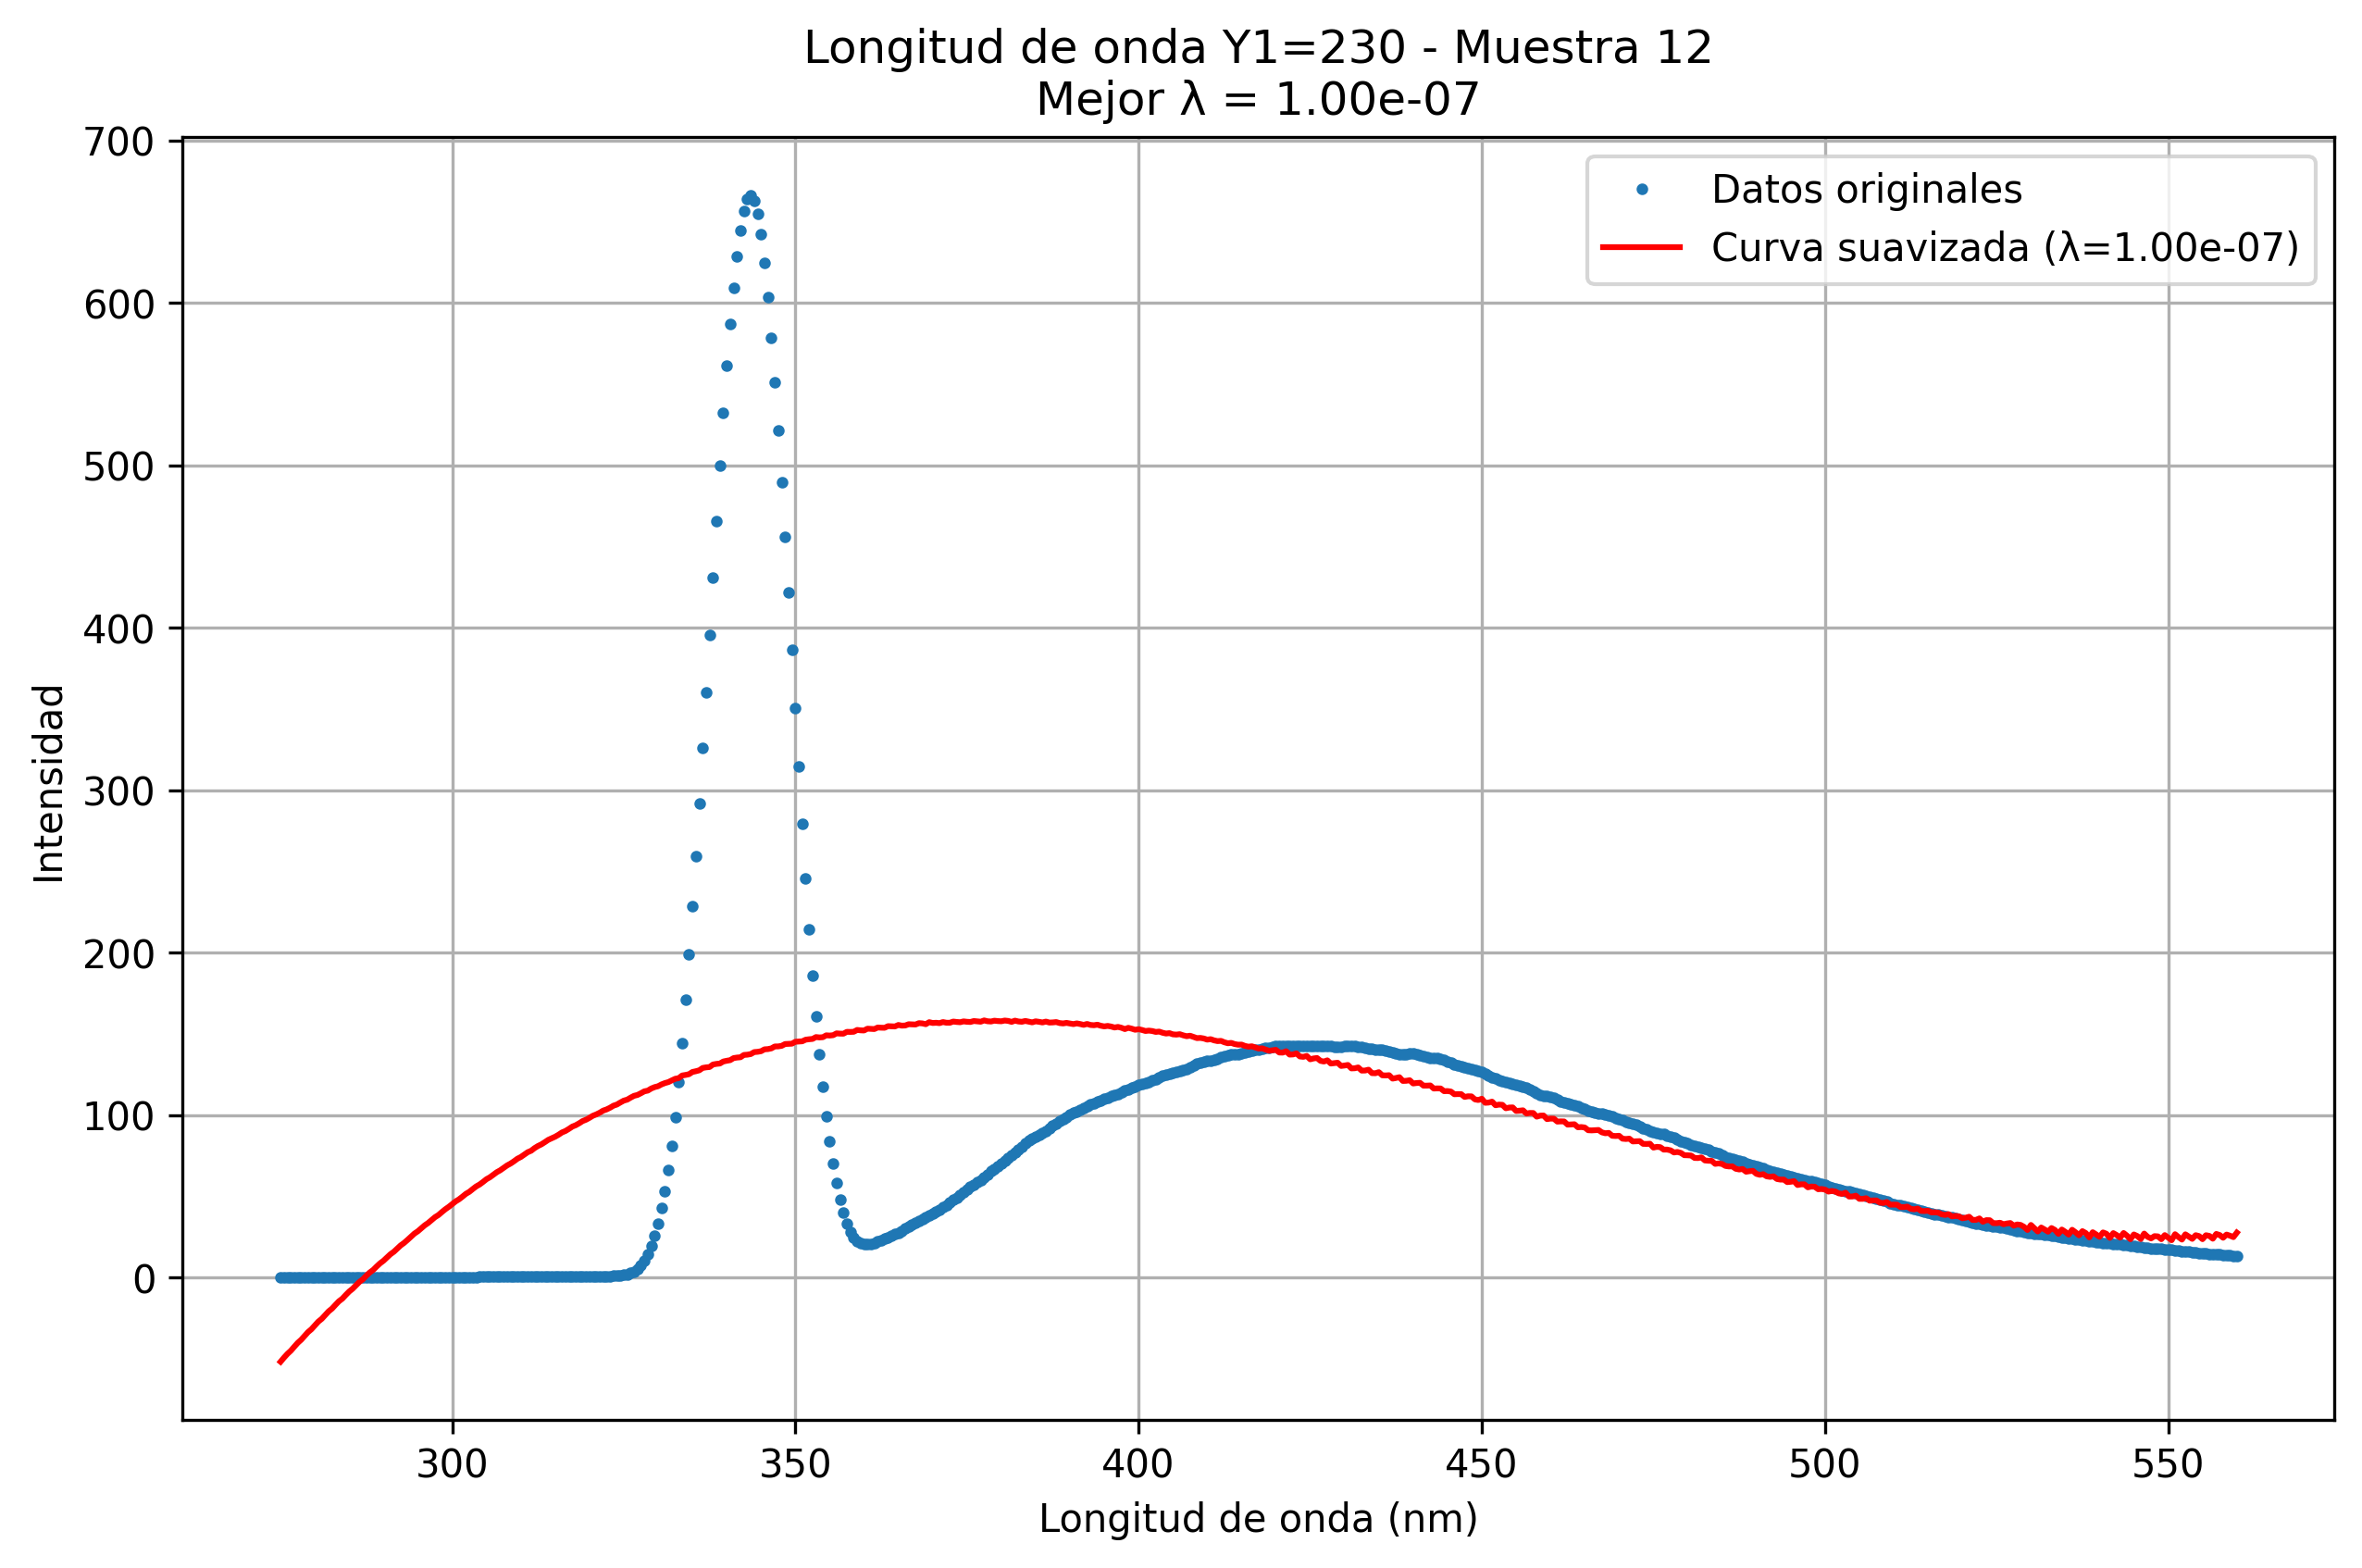 Longitud de onda Y1=230 - Muestra 12
Mejor λ = 1.00e-07
700
600
500
400
300
200
100
0
Intensidad
Datos originales
Curva suavizada (λ=1.00e-07)
300 350 400 450 500 550
Longitud de onda (nm)